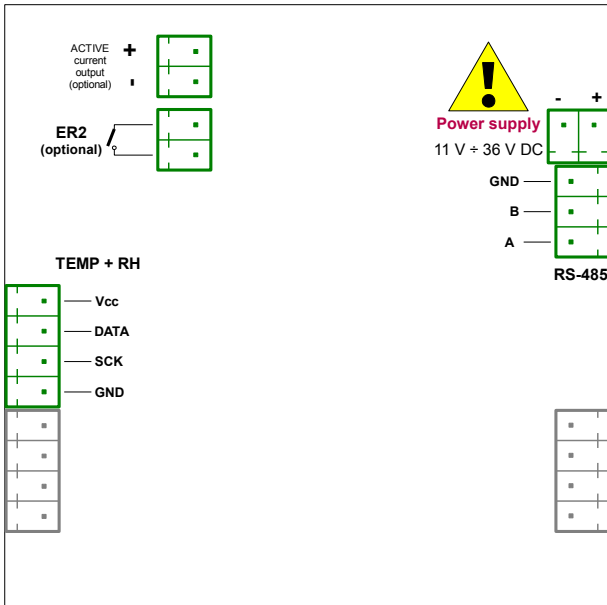 ACTIVE
current
output
(optional)
+
-
ER2
(optional)
!
Power supply
- +
11 V ÷ 36 V DC
GND
B
A
RS-485
TEMP + RH
Vcc
DATA
SCK
GND